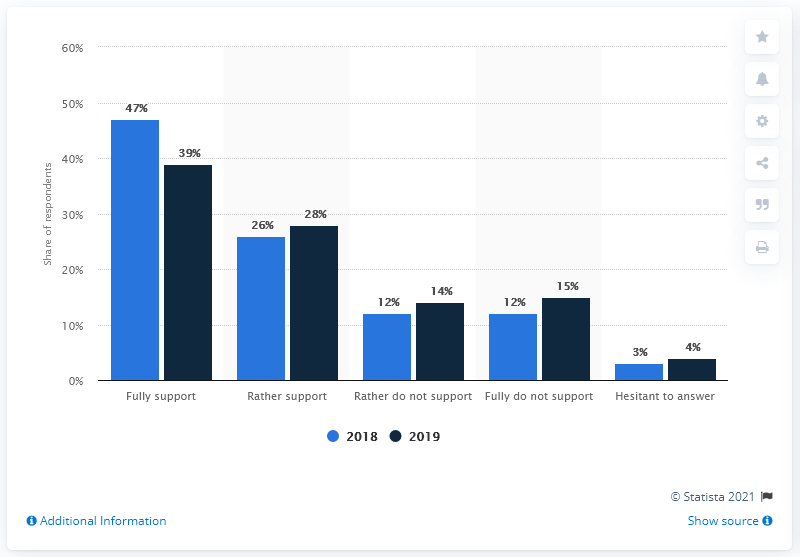 60%
50%
40%
30%
20%
10%
0%
Share of respondents
47%
39%
26%
28%
12%
14%
12%
15%
3%
4%
Fully support
Rather support
Rather do not support
Fully do not support
Hesitant to answer
2018
2019
© Statista 2021
Additional Information
Show source